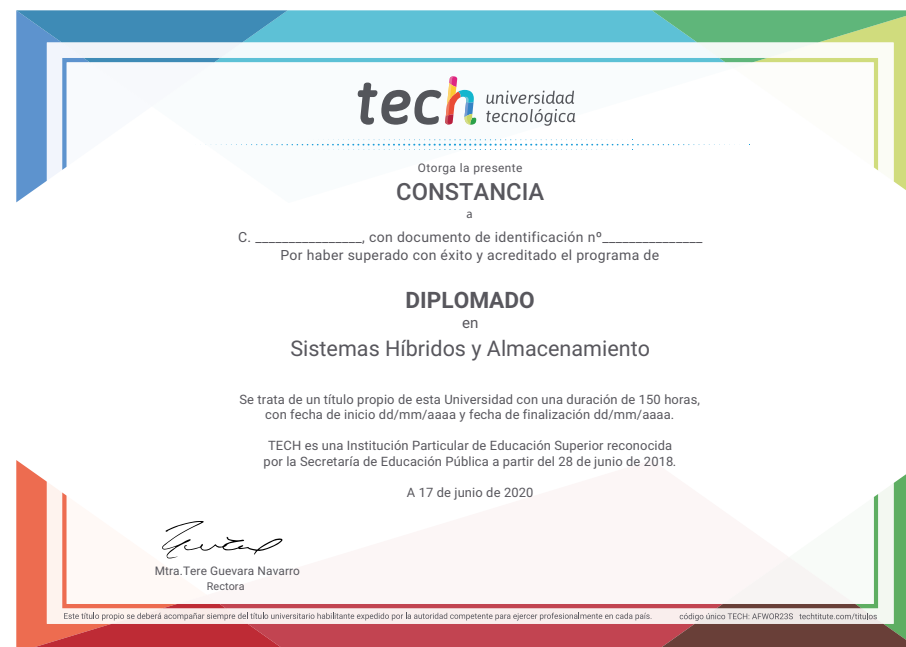 tech universidad
tecnológica
Otorga la presente
CONSTANCIA
a
C. ________________, con documento de identificación nº_______________
Por haber superado con éxito y acreditado el programa de
DIPLOMADO
en
Sistemas Híbridos y Almacenamiento
Se trata de un título propio de esta Universidad con una duración de 150 horas,
con fecha de inicio dd/mm/aaaa y fecha de finalización dd/mm/aaaa.
TECH es una Institución Particular de Educación Superior reconocida
por la Secretaría de Educación Pública a partir del 28 de junio de 2018.
A 17 de junio de 2020
Mtra.Tere Guevara Navarro
Rectora
Este título propio se deberá acompañar siempre del título universitario habilitante expedido por la autoridad competente para ejercer profesionalmente en cada país. código único TECH: AFWOR23S techtitute.com/titulos